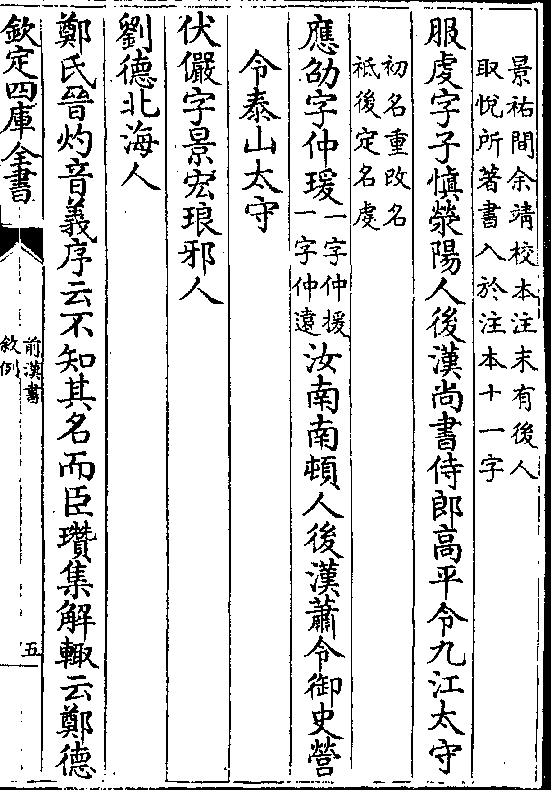 景祐間余靖校本注末有後人
取悅所著書入於注本十一字
服虔字子慎滎陽人後漢尚書侍郎高平令九江太守
初名重改名
祇後定名虔
應劭字仲瑗一字仲援一字仲遠汝南南頓人後漢蕭令御史營
令泰山太守
伏儼字景宏琅邪人
劉德北海人
鄭氏晉灼音義序云不知其名而臣瓚集解輙云鄭德
欽定四庫全書
前漢書
敘例
五